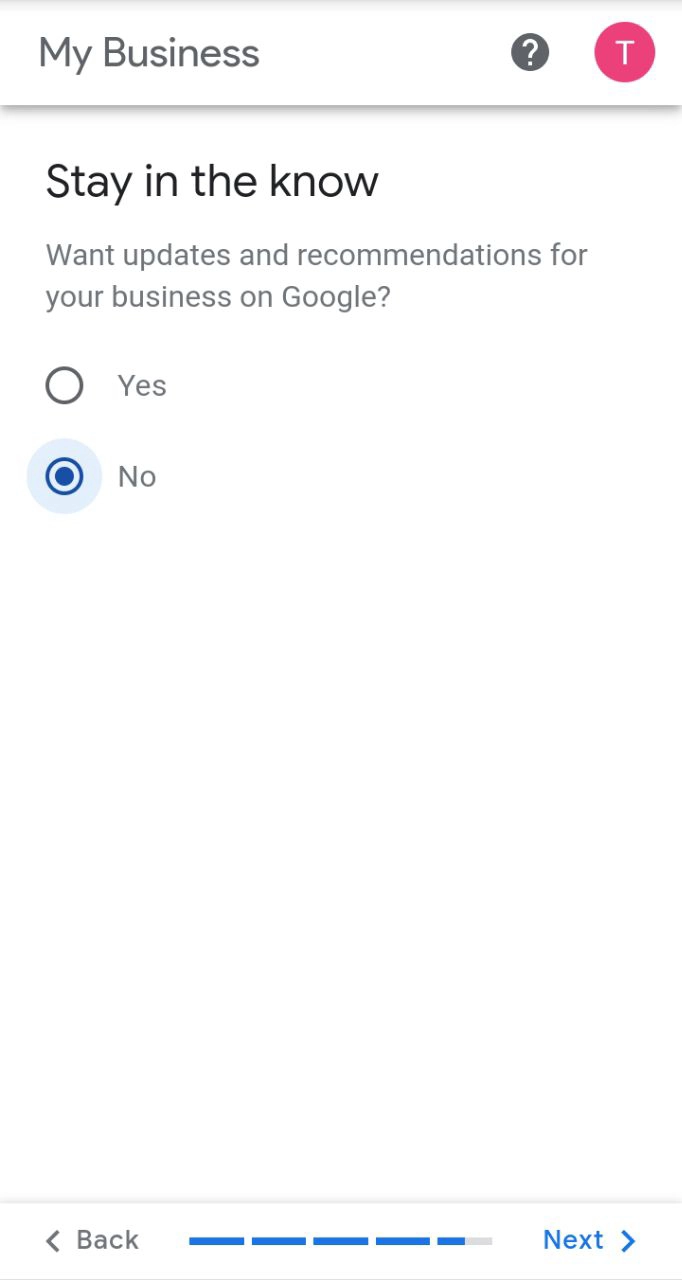 My Business
?
T
Stay in the know
Want updates and recommendations for
your business on Google?
Yes
No
Back
Next